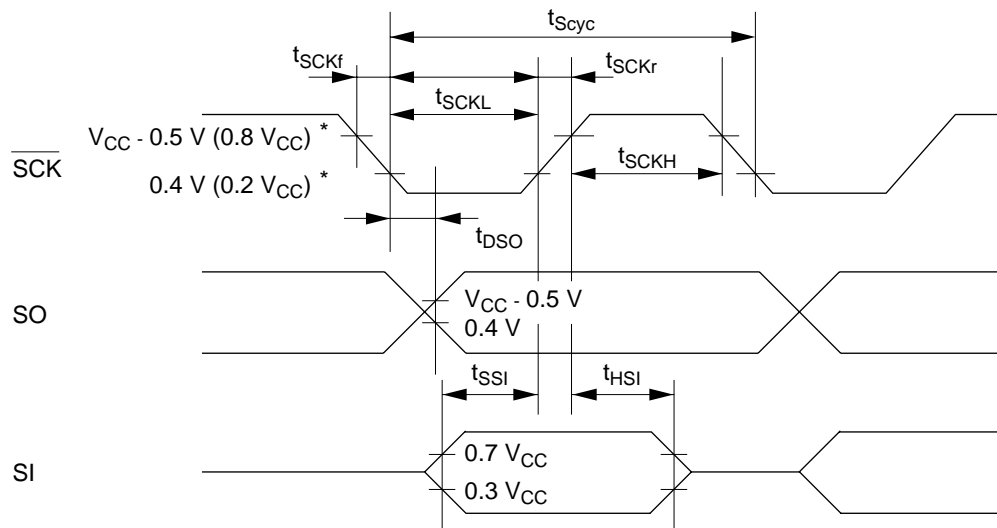 tScyc
tSCKf
tSCKr
tSCKL
VCC - 0.5 V (0.8 VCC) *
SCK
tSCKH
0.4 V (0.2 VCC) *
tDSO
SO
VCC - 0.5 V
0.4 V
tSSI
tHSI
SI
0.7 VCC
0.3 VCC